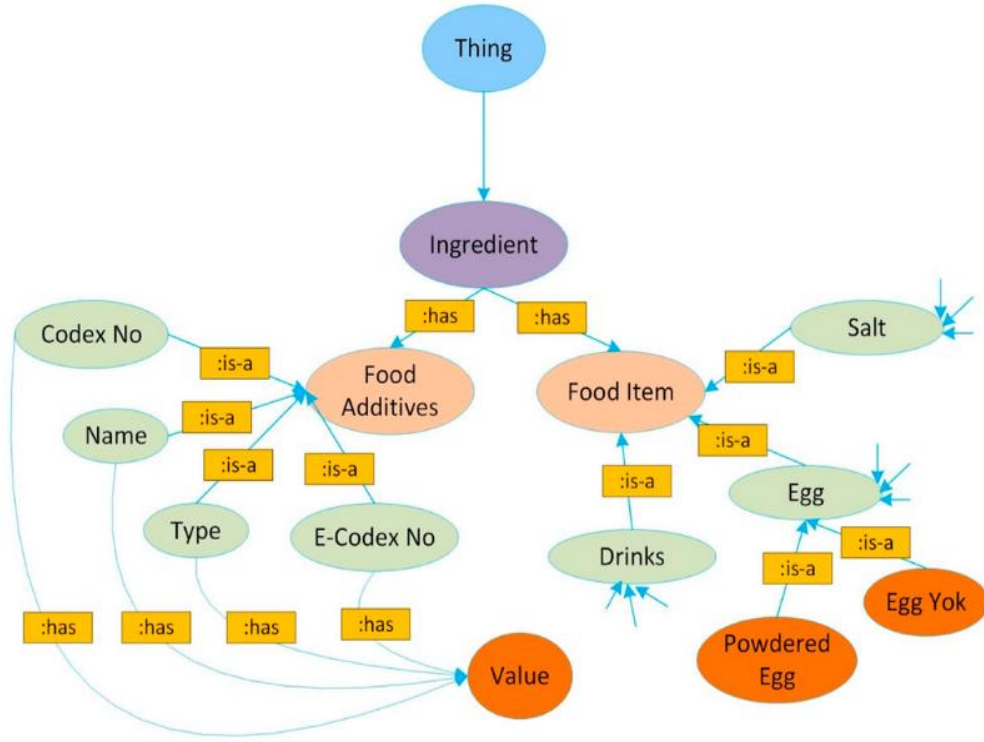 Thing
Ingredient
:has
:has
Codex No
Salt
:is-a
:is-a
Food
Additives
Food Item
Name
:is-a
:is-a
:is-a
:is-a
:is-a
Egg
Type
E-Codex No
Drinks
:is-a
:is-a
Egg Yok
:has
:has
:has
:has
Powdered
Egg
Value